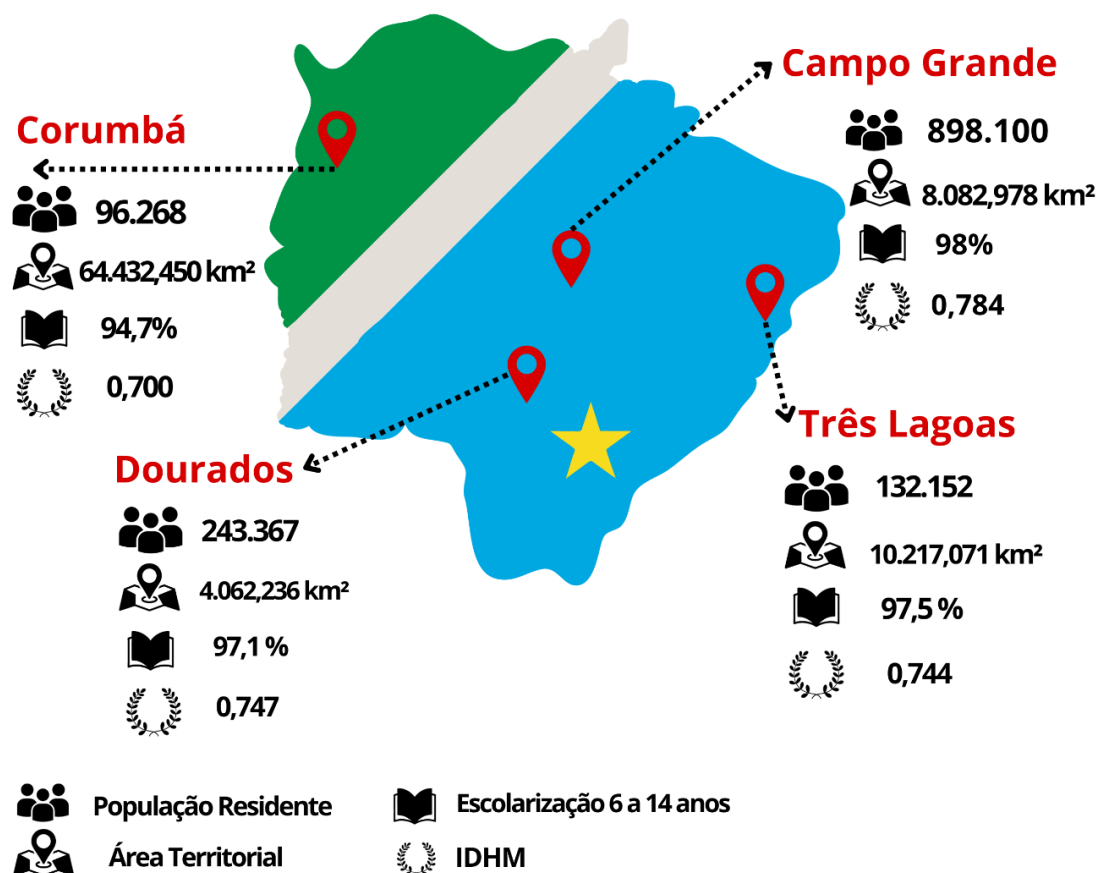 Campo Grande
898.100
8.082,978 km²
98%
0,784
Corumbá
96.268
64.432,450 km²
94,7%
0,700
Três Lagoas
132.152
10.217,071 km²
97,5 %
0,744
Dourados
243.367
4.062,236 km²
97,1 %
0,747
População Residente
Escolarização 6 a 14 anos
Área Territorial
IDHM